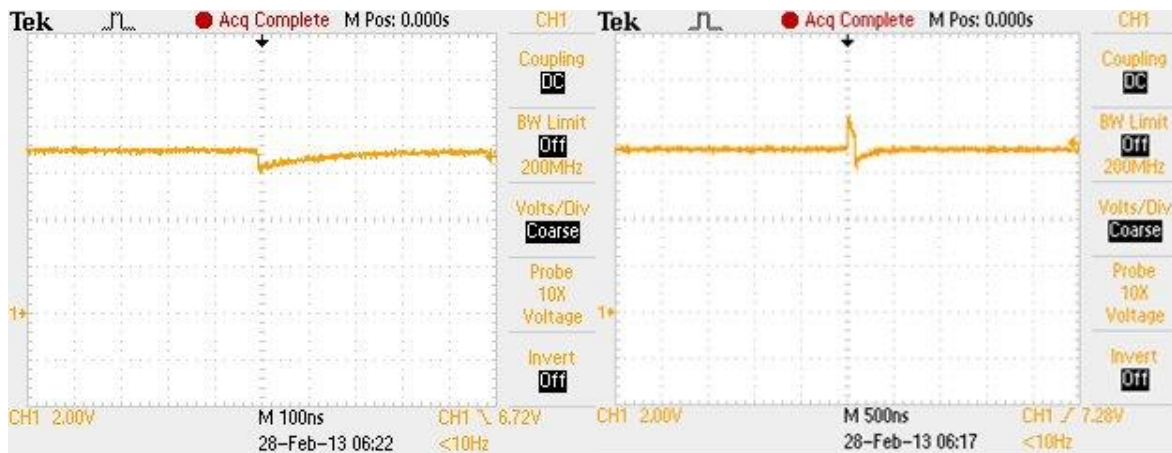 Tek
Acq Complete
M Pos: 0.000s
CH1
Coupling
DC
BW Limit
Off
200MHz
Volts/Div
Coarse
Probe
10X
Voltage
Invert
Off
1
CH1 2.00V
M 100ns
CH1 6.72V
28-Feb-13 06:22
<10Hz
Tek
Acq Complete
M Pos: 0.000s
CH1
Coupling
DC
BW Limit
Off
200MHz
Volts/Div
Coarse
Probe
10X
Voltage
Invert
Off
1
CH1 2.00V
M 500ns
CH1 7.28V
28-Feb-13 06:17
<10Hz